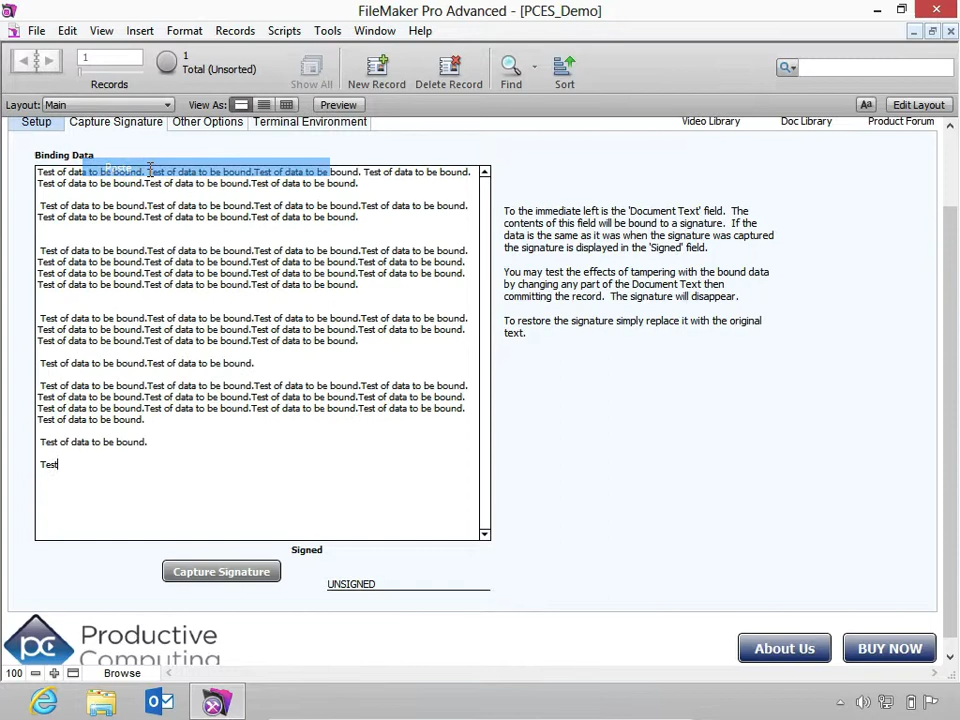 FileMaker Pro Advanced - [PCES_Demo]
File Edit View Insert Format Records Scripts Tools Window Help
1
1
Total (Unsorted)
Records
Show All
New Record
Delete Record
Find
Sort
Layout: Main View As: Preview Aa Edit Layout
Setup Capture Signature Other Options Terminal Environment Video Library Doc Library Product Forum
Binding Data
Paste
Test of data to be bound. Test of data to be bound.Test of data to be bound. Test of data to be bound.
Test of data to be bound.Test of data to be bound.Test of data to be bound.
Test of data to be bound.Test of data to be bound.Test of data to be bound.Test of data to be bound.
Test of data to be bound.Test of data to be bound.Test of data to be bound.
Test of data to be bound.Test of data to be bound.Test of data to be bound.Test of data to be bound.
Test of data to be bound.Test of data to be bound.Test of data to be bound.Test of data to be bound.
Test of data to be bound.Test of data to be bound.Test of data to be bound.Test of data to be bound.
Test of data to be bound.Test of data to be bound.Test of data to be bound.
Test of data to be bound.Test of data to be bound.Test of data to be bound.Test of data to be bound.
Test of data to be bound.Test of data to be bound.Test of data to be bound.Test of data to be bound.
Test of data to be bound.Test of data to be bound.Test of data to be bound.
Test of data to be bound.Test of data to be bound.
Test of data to be bound.Test of data to be bound.Test of data to be bound.Test of data to be bound.
Test of data to be bound.Test of data to be bound.Test of data to be bound.Test of data to be bound.
Test of data to be bound.Test of data to be bound.Test of data to be bound.Test of data to be bound.
Test of data to be bound.
Test of data to be bound.
Test
To the immediate left is the 'Document Text' field. The
contents of this field will be bound to a signature. If the
data is the same as it was when the signature was captured
the signature is displayed in the 'Signed' field.
You may test the effects of tampering with the bound data
by changing any part of the Document Text then
committing the record. The signature will disappear.
To restore the signature simply replace it with the original
text.
Signed
Capture Signature
UNSIGNED
pc Productive
Computing
About Us
BUY NOW
100 Browse